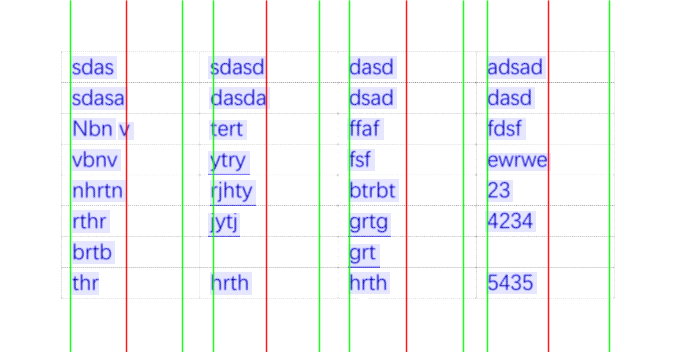 sdas sdasd dasd adsad
sdasa dasda dsad dasd
Nbn v tert ffaf fdsf
vbnv ytry fsf ewrwe
nhrtn rjhty btrbt 23
rthr jytj grtg 4234
brtb grt
thr hrth hrth 5435